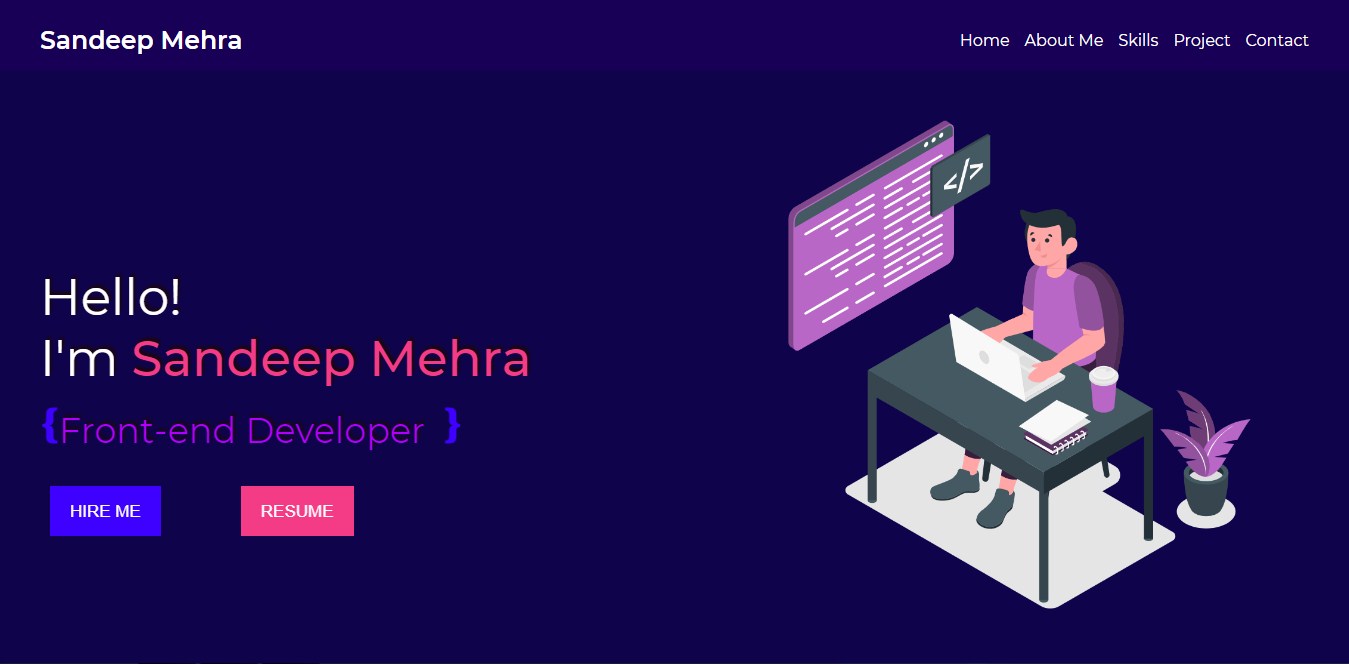 Sandeep Mehra
Home About Me Skills Project Contact
</>
Hello!
I'm Sandeep Mehra
{Front-end Developer }
HIRE ME RESUME